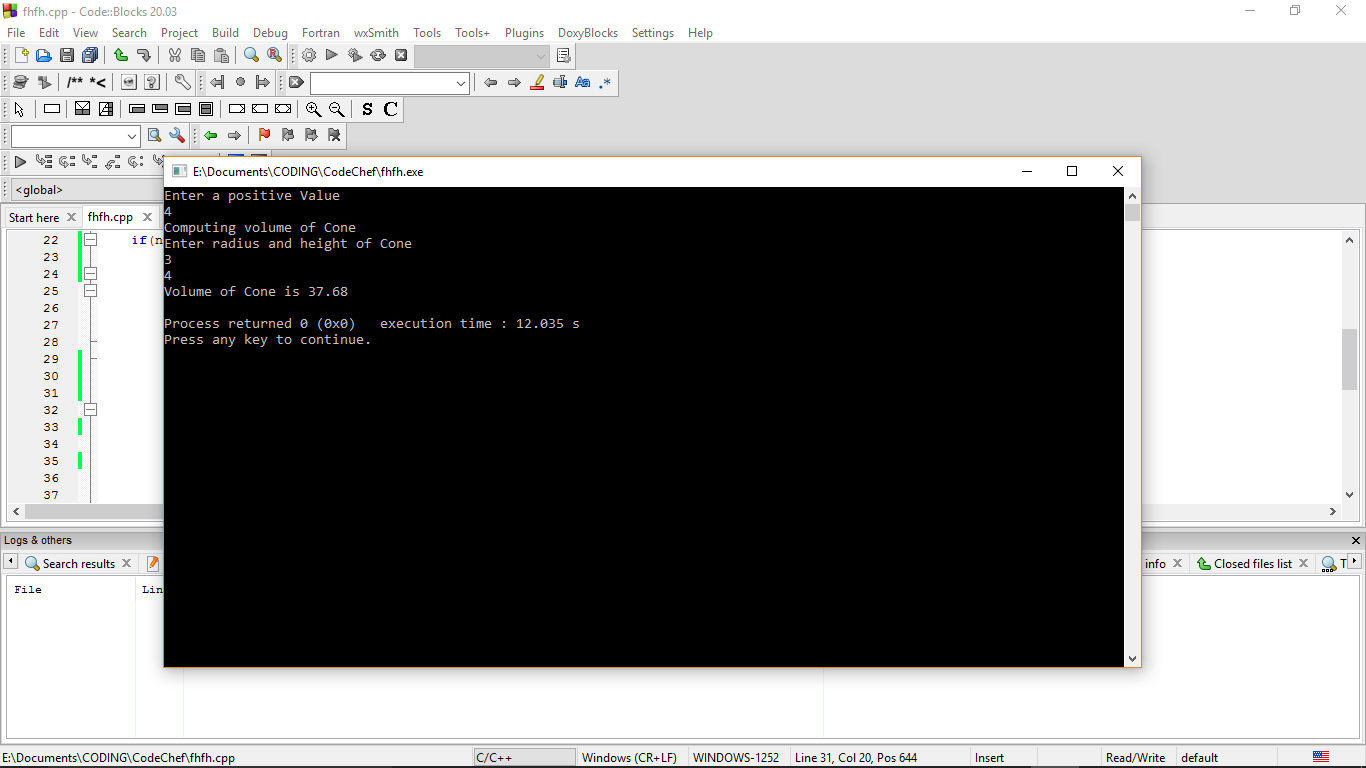 fhfh.cpp - Code::Blocks 20.03
File Edit View Search Project Build Debug Fortran wxSmith Tools Tools+ Plugins DoxyBlocks Settings Help
/** *<
Aa .*
S C
<global>
E:\Documents\CODING\CodeChef\fhfh.exe
Start here fhfh.cpp
Enter a positive Value
4
Computing volume of Cone
Enter radius and height of Cone
3
4
Volume of Cone is 37.68
Process returned 0 (0x0) execution time : 12.035 s
Press any key to continue.
22 if(n
23
24
25
26
27
28
29
30
31
32
33
34
35
36
37
Logs & others
Search results info Closed files list T
File Lin
E:\Documents\CODING\CodeChef\fhfh.cpp C/C++ Windows (CR+LF) WINDOWS-1252 Line 31, Col 20, Pos 644 Insert Read/Write default